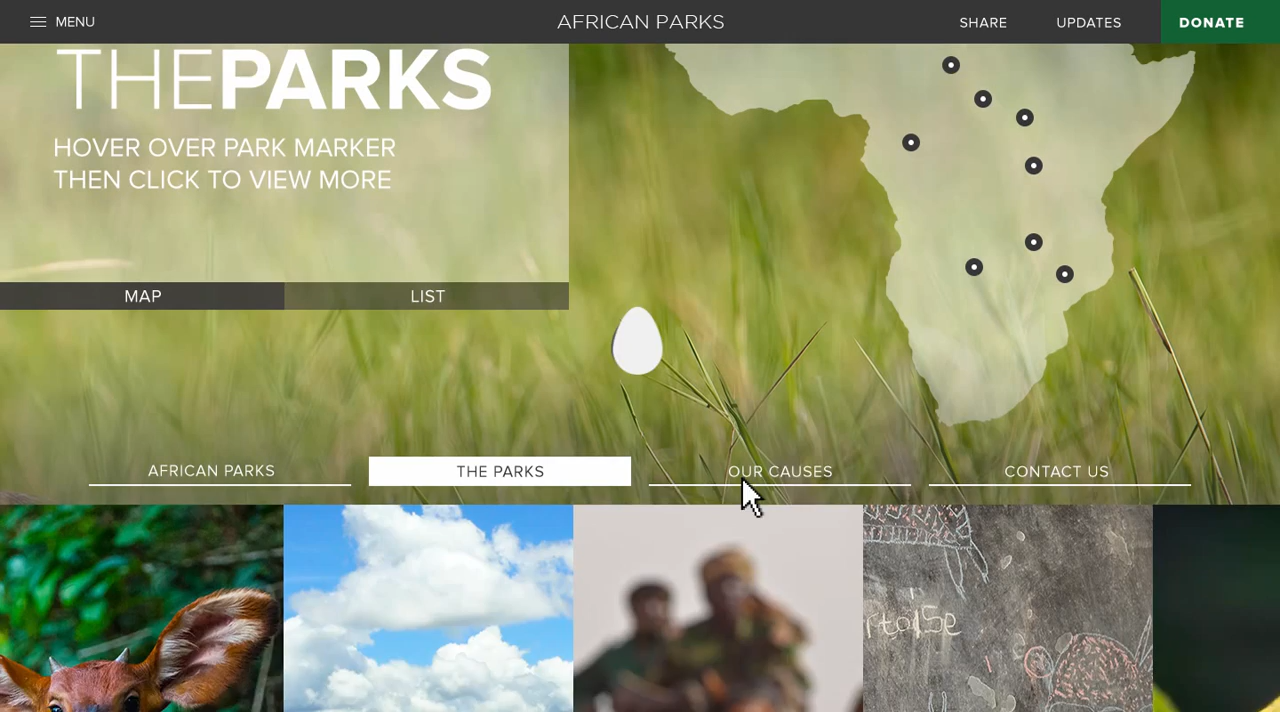 MENU
AFRICAN PARKS
SHARE
UPDATES
DONATE
THEPARKS
HOVER OVER PARK MARKER
THEN CLICK TO VIEW MORE
MAP
LIST
AFRICAN PARKS
THE PARKS
OUR CAUSES
CONTACT US
rtoise